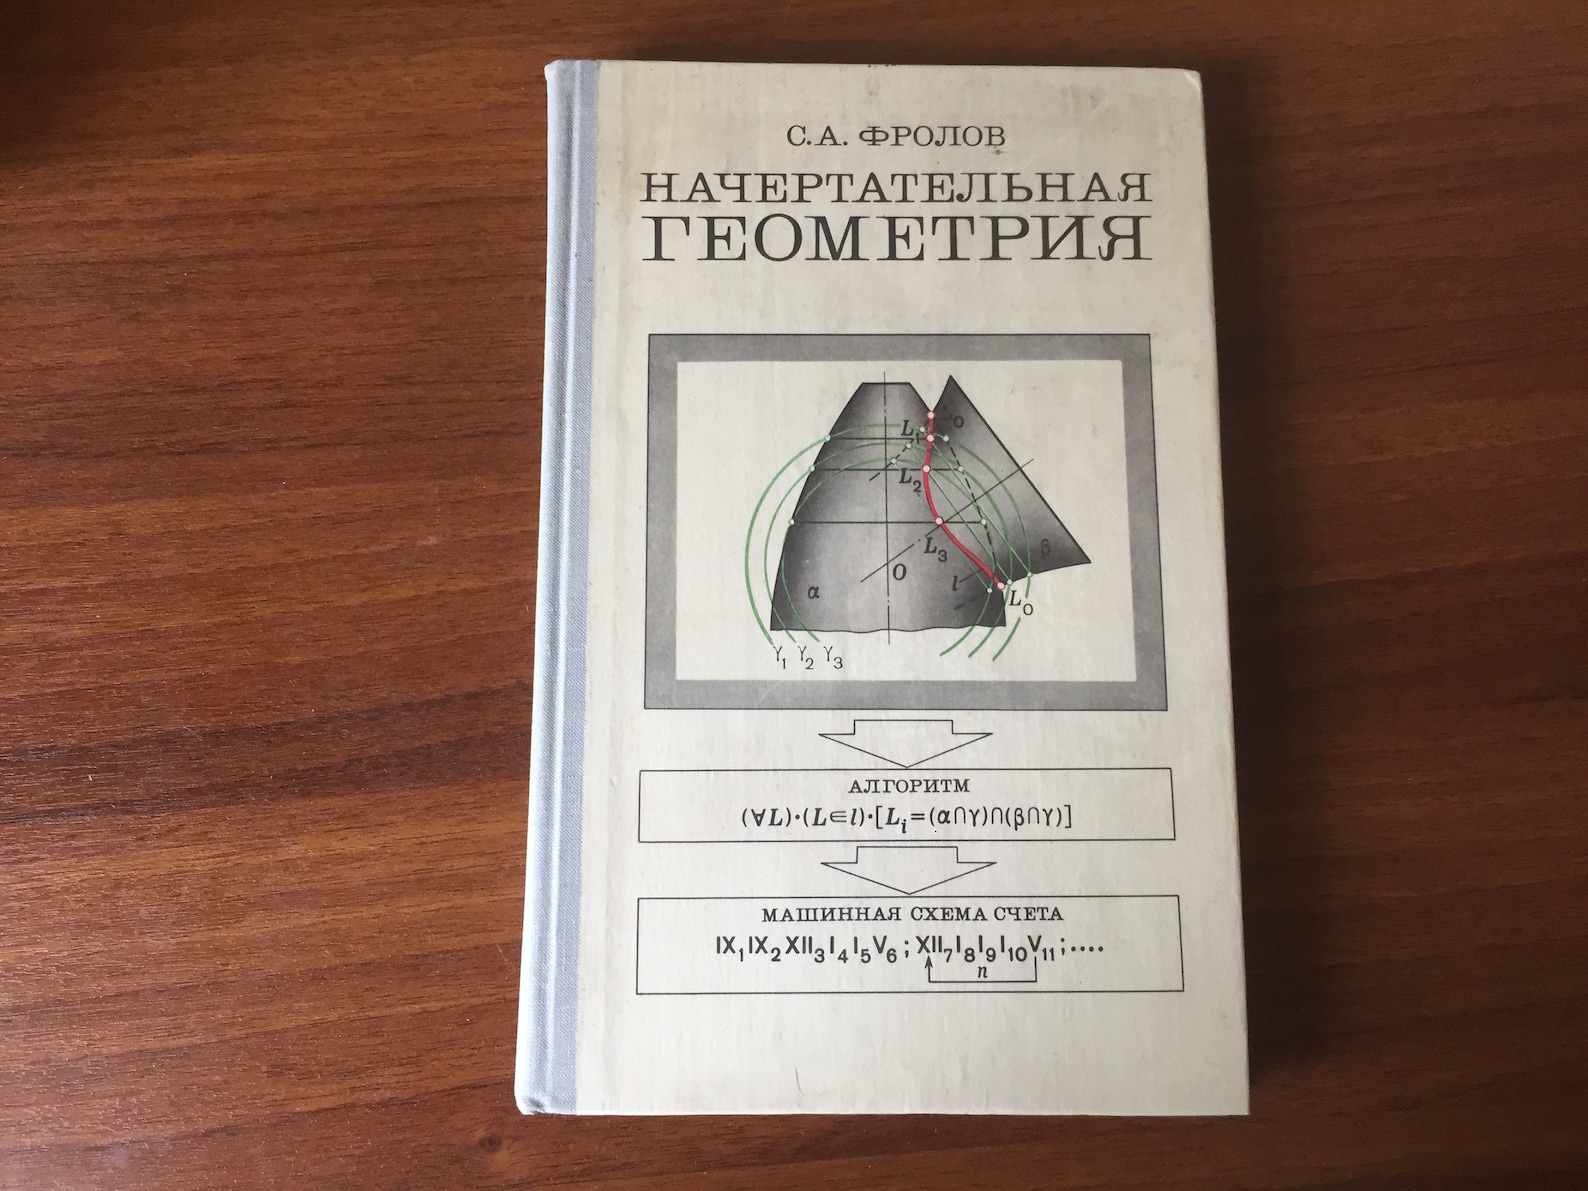 С.А. ФРОЛОВ
НАЧЕРТАТЕЛЬНАЯ
ГЕОМЕТРИЯ
L₀
L₁
L₂
β
L₃
O
α
l
L₀
γ₁ γ₂ γ₃
АЛГОРИТМ
(∀L)·(L∈l)·[Lᵢ=(α∩γ)∩(β∩γ)]
МАШИННАЯ СХЕМА СЧЕТА
IX₁IX₂XII₃I₄I₅V₆; XII₇I₈I₉I₁₀V₁₁;....
n